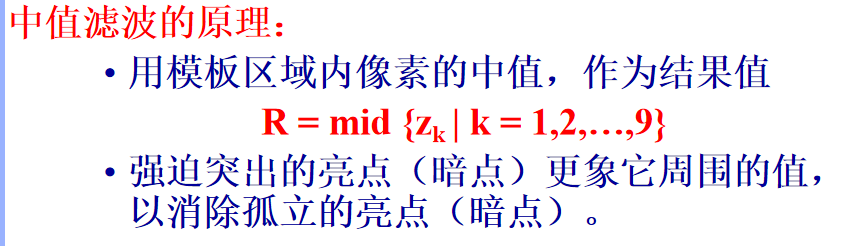 中值滤波的原理：
• 用模板区域内像素的中值，作为结果值
R = mid {zk | k = 1,2,…,9}
• 强迫突出的亮点（暗点）更象它周围的值，
以消除孤立的亮点（暗点）。